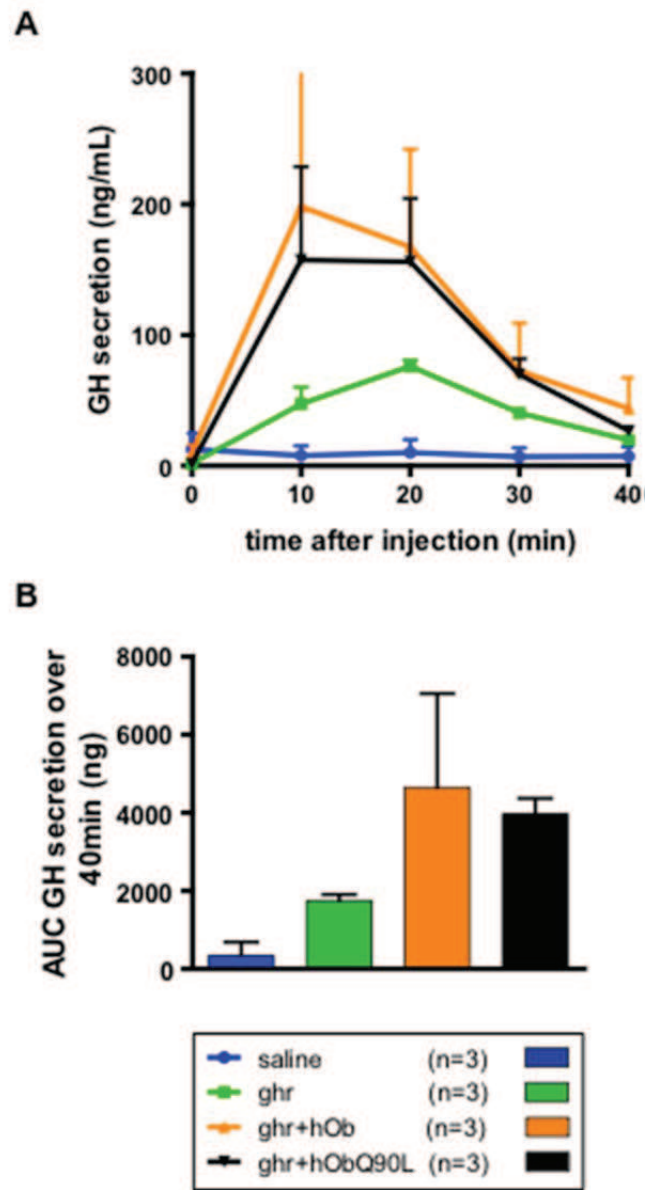 A
GH secretion (ng/mL)
300
200
100
0
0 10 20 30 40
time after injection (min)
B
AUC GH secretion over
40min (ng)
8000
6000
4000
2000
0
saline (n=3)
ghr (n=3)
ghr+hOb (n=3)
ghr+hObQ90L (n=3)